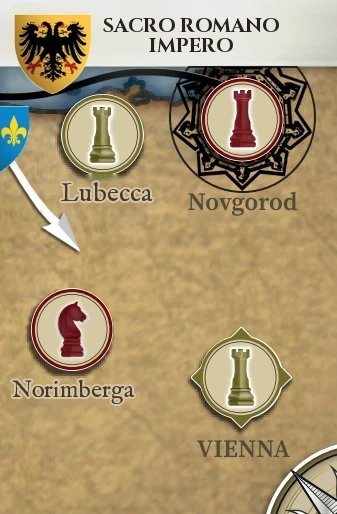 SACRO ROMANO
IMPERO
Lubecca
Novgorod
Norimberga
VIENNA